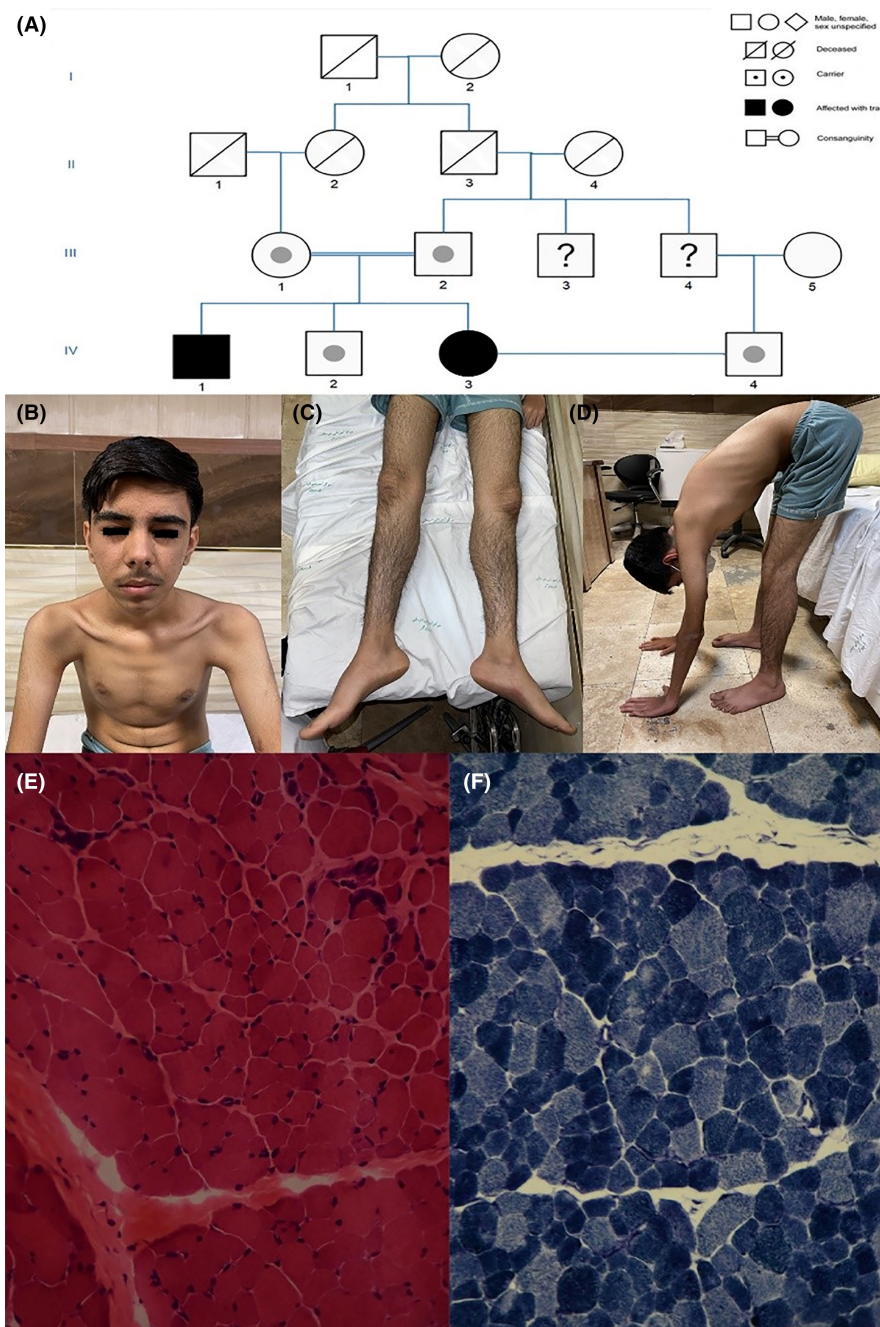 (A)
Male, female,
sex unspecified
Deceased
Carrier
Affected with tra
Consanguinity
I
1
2
II
1
2
3
4
III
1
2
?
3
?
4
5
IV
1
2
3
4
(B)
(C)
(D)
(E)
(F)